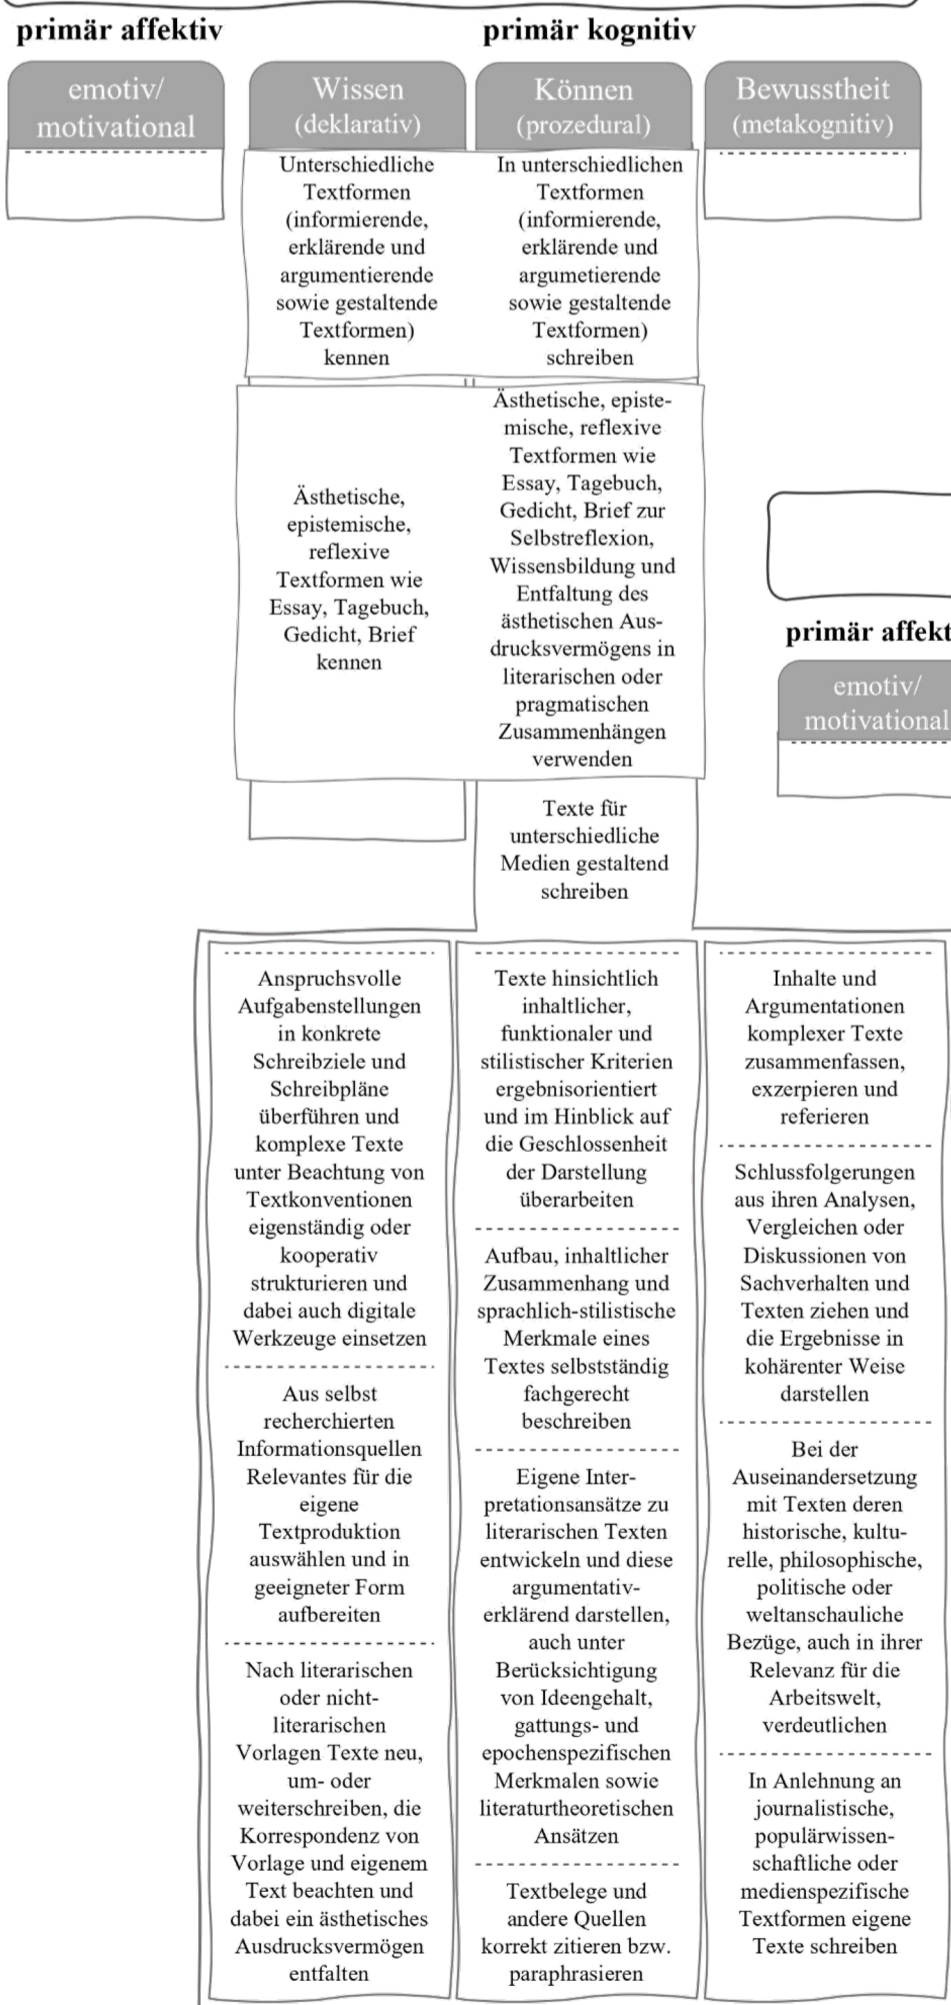 primär affektiv
primär kognitiv
emotiv/
motivational
Wissen
(deklarativ)
Können
(prozedural)
Bewusstheit
(metakognitiv)
Unterschiedliche
Textformen
(informierende,
erklärende und
argumentierende
sowie gestaltende
Textformen)
kennen
In unterschiedlichen
Textformen
(informierende,
erklärende und
argumetierende
sowie gestaltende
Textformen)
schreiben
Ästhetische,
epistemische,
reflexive
Textformen wie
Essay, Tagebuch,
Gedicht, Brief
kennen
Ästhetische, episte-
mische, reflexive
Textformen wie
Essay, Tagebuch,
Gedicht, Brief zur
Selbstreflexion,
Wissensbildung und
Entfaltung des
ästhetischen Aus-
drucksvermögens in
literarischen oder
pragmatischen
Zusammenhängen
verwenden
primär affekt
emotiv/
motivational
Texte für
unterschiedliche
Medien gestaltend
schreiben
Anspruchsvolle
Aufgabenstellungen
in konkrete
Schreibziele und
Schreibpläne
überführen und
komplexe Texte
unter Beachtung von
Textkonventionen
eigenständig oder
kooperativ
strukturieren und
dabei auch digitale
Werkzeuge einsetzen
Aus selbst
recherchierten
Informationsquellen
Relevantes für die
eigene
Textproduktion
auswählen und in
geeigneter Form
aufbereiten
Nach literarischen
oder nicht-
literarischen
Vorlagen Texte neu,
um- oder
weiterschreiben, die
Korrespondenz von
Vorlage und eigenem
Text beachten und
dabei ein ästhetisches
Ausdrucksvermögen
entfalten
Texte hinsichtlich
inhaltlicher,
funktionaler und
stilistischer Kriterien
ergebnisorientiert
und im Hinblick auf
die Geschlossenheit
der Darstellung
überarbeiten
Aufbau, inhaltlicher
Zusammenhang und
sprachlich-stilistische
Merkmale eines
Textes selbstständig
fachgerecht
beschreiben
Eigene Inter-
pretationsansätze zu
literarischen Texten
entwickeln und diese
argumentativ-
erklärend darstellen,
auch unter
Berücksichtigung
von Ideengehalt,
gattungs- und
epochenspezifischen
Merkmalen sowie
literaturtheoretischen
Ansätzen
Textbelege und
andere Quellen
korrekt zitieren bzw.
paraphrasieren
Inhalte und
Argumentationen
komplexer Texte
zusammenfassen,
exzerpieren und
referieren
Schlussfolgerungen
aus ihren Analysen,
Vergleichen oder
Diskussionen von
Sachverhalten und
Texten ziehen und
die Ergebnisse in
kohärenter Weise
darstellen
Bei der
Auseinandersetzung
mit Texten deren
historische, kultu-
relle, philosophische,
politische oder
weltanschauliche
Bezüge, auch in ihrer
Relevanz für die
Arbeitswelt,
verdeutlichen
In Anlehnung an
journalistische,
populärwissen-
schaftliche oder
medienspezifische
Textformen eigene
Texte schreiben